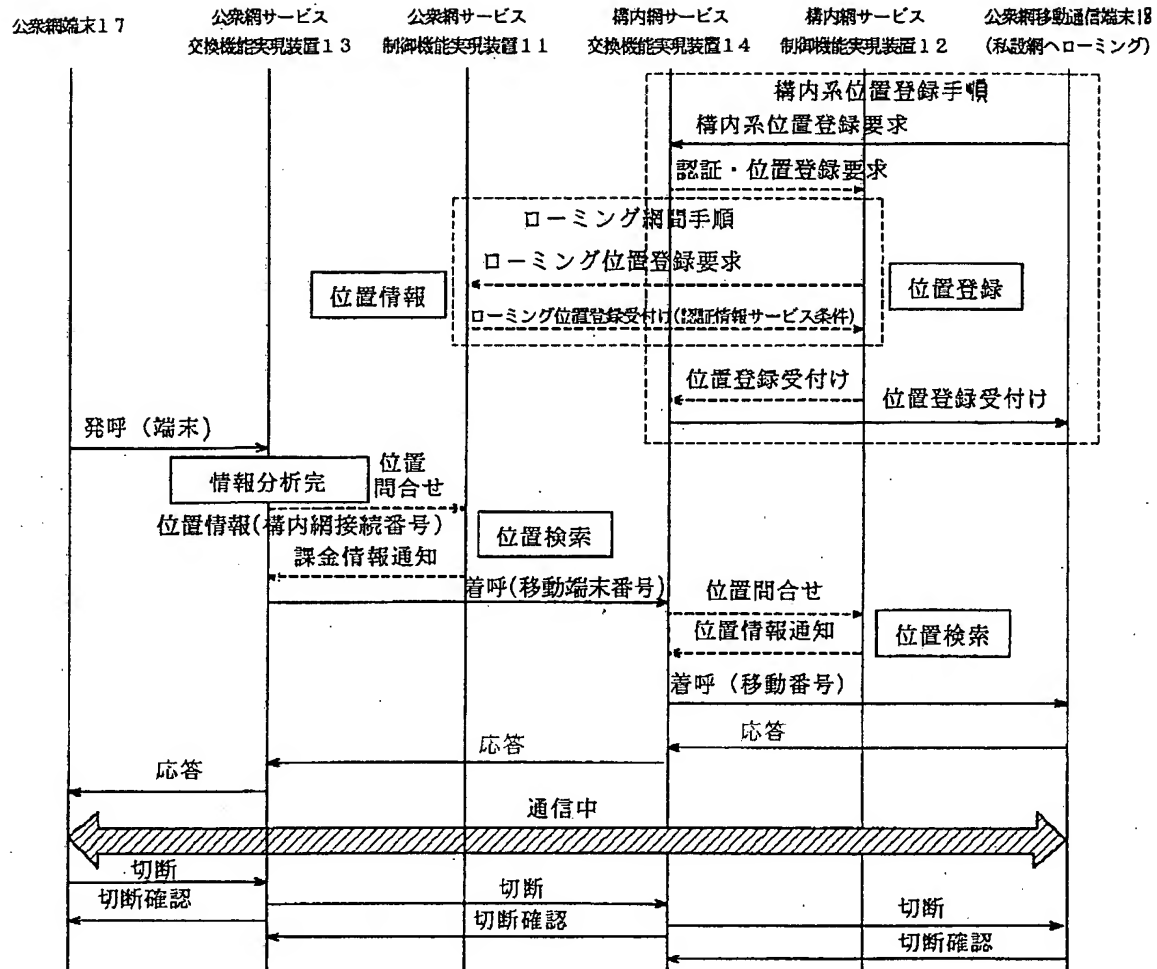 公衆網端末17
公衆網サービス
交換機能実現装置13
公衆網サービス
制御機能実現装置11
構内網サービス
交換機能実現装置14
構内網サービス
制御機能実現装置12
公衆網移動通信端末18
(私設網へローミング)
構内系位置登録手順
構内系位置登録要求
認証・位置登録要求
ローミング網間手順
ローミング位置登録要求
位置情報
位置登録
ローミング位置登録受付け(認証情報サービス条件)
位置登録受付け
位置登録受付け
発呼(端末)
情報分析完
位置
問合せ
位置情報(構内網接続番号)
位置検索
課金情報通知
着呼(移動端末番号)
位置問合せ
位置情報通知
位置検索
着呼(移動番号)
応答
応答
応答
通信中
切断
切断確認
切断
切断確認
切断
切断確認